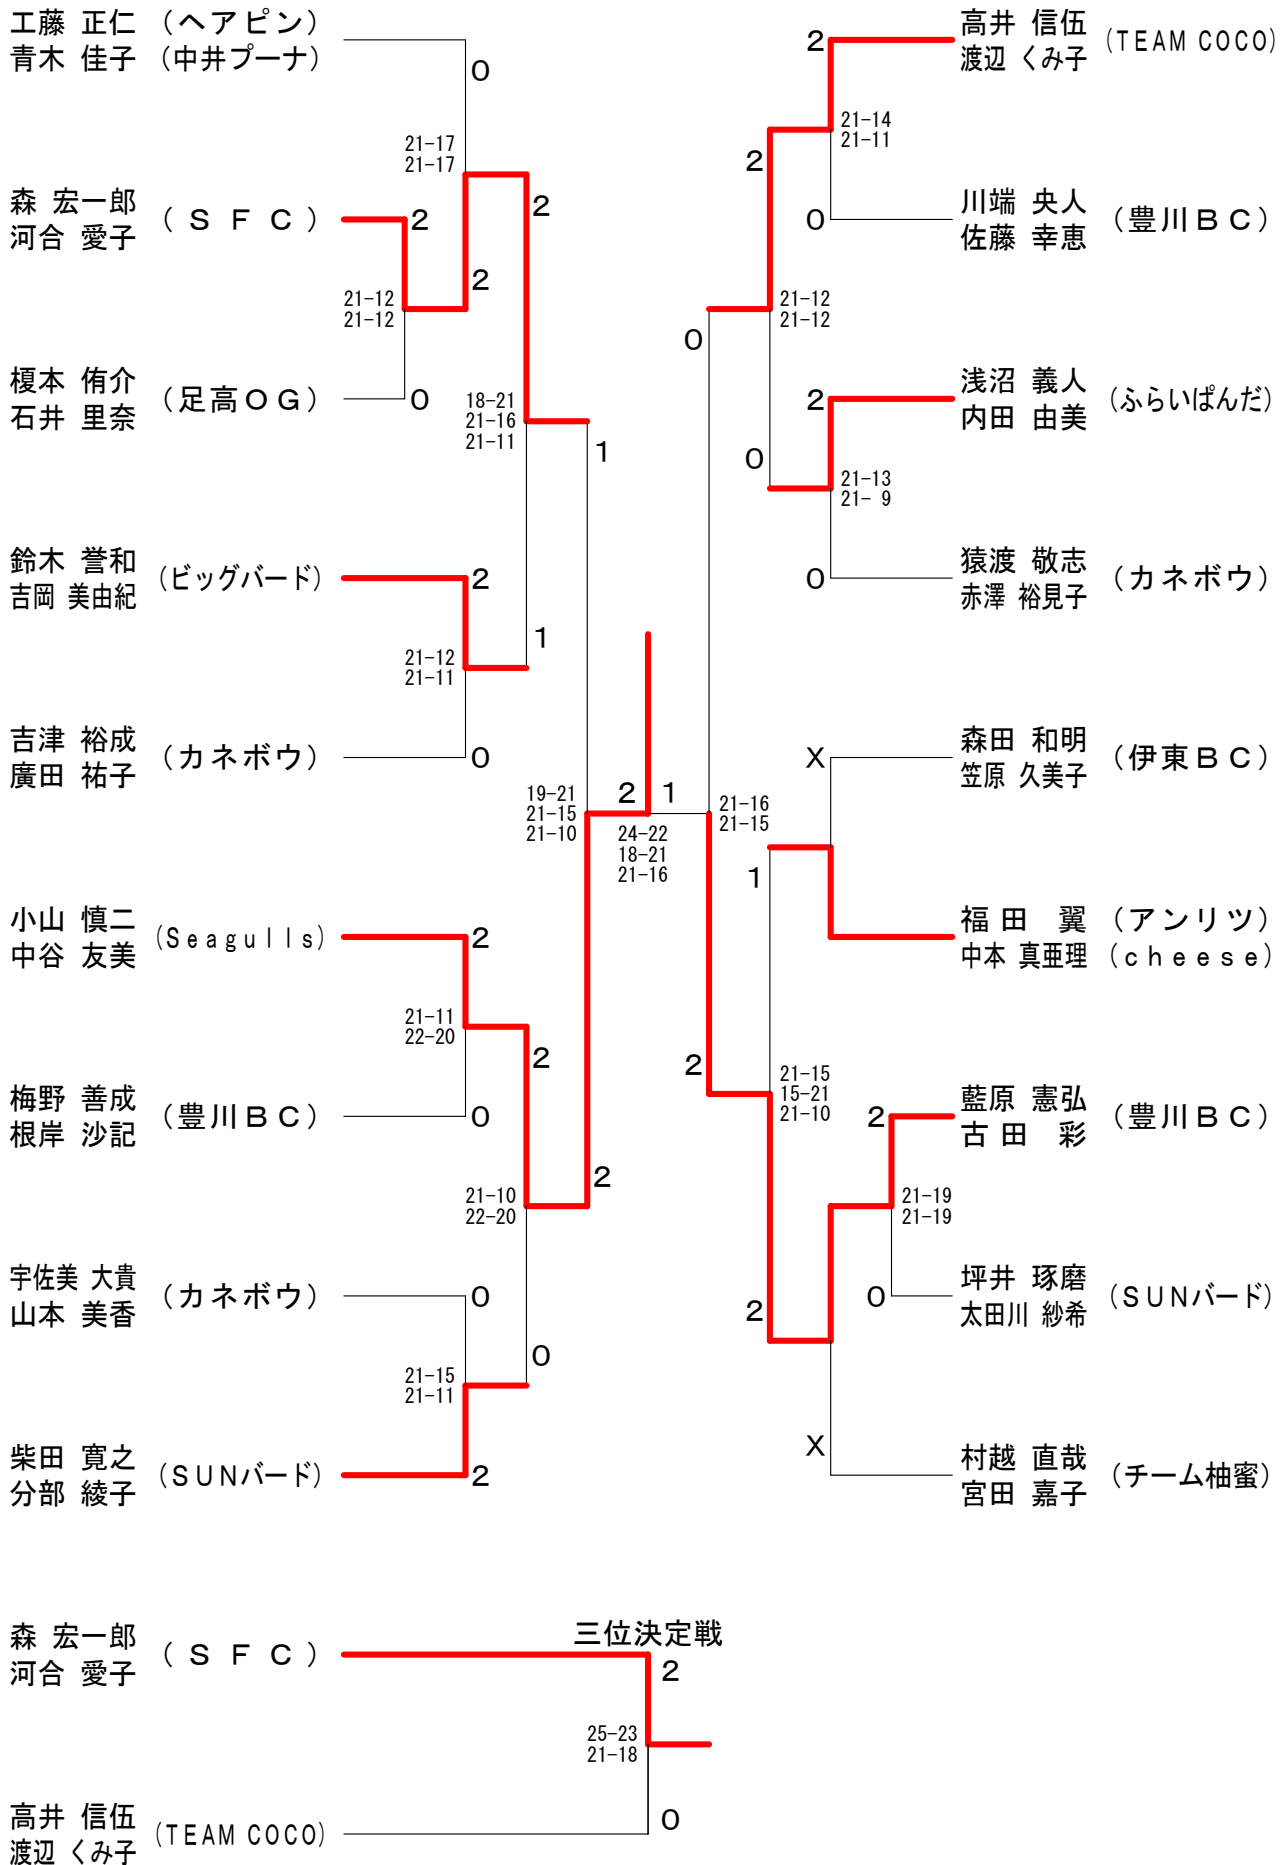 工藤 正仁 （ヘアピン）
青木 佳子 （中井プーナ）
0
21-17
21-17
森 宏一郎
河合 愛子
（ＳＦＣ）
2
2
2
21-12
21-12
榎本 侑介
石井 里奈
（足高ＯＧ）
0
18-21
21-16
21-11
1
鈴木 誉和
吉岡 美由紀
（ビッグバード）
2
1
21-12
21-11
吉津 裕成
廣田 祐子
（カネボウ）
0
19-21
21-15
21-10
2
1
24-22
18-21
21-16
小山 慎二
中谷 友美
（Seagulls）
2
21-11
22-20
2
梅野 善成
根岸 沙記
（豊川ＢＣ）
0
21-10
22-20
2
宇佐美 大貴
山本 美香
（カネボウ）
0
0
21-15
21-11
柴田 寛之
分部 綾子
（ＳＵＮバード）
2
高井 信伍
渡辺 くみ子
（TEAM COCO）
2
21-14
21-11
2
川端 央人
佐藤 幸恵
（豊川ＢＣ）
0
21-12
21-12
0
浅沼 義人
内田 由美
（ふらいぱんだ）
2
0
21-13
21- 9
猿渡 敬志
赤澤 裕見子
（カネボウ）
0
森田 和明
笠原 久美子
（伊東ＢＣ）
X
21-16
21-15
1
福田 翼 （アンリツ）
中本 真亜理 （cheese）
2
21-15
15-21
21-10
藍原 憲弘
古田 彩
（豊川ＢＣ）
2
21-19
21-19
坪井 琢磨
太田川 紗希
（ＳＵＮバード）
0
2
村越 直哉
宮田 嘉子
（チーム柚蜜）
X
三位決定戦
森 宏一郎
河合 愛子
（ＳＦＣ）
2
25-23
21-18
高井 信伍
渡辺 くみ子
（TEAM COCO）
0